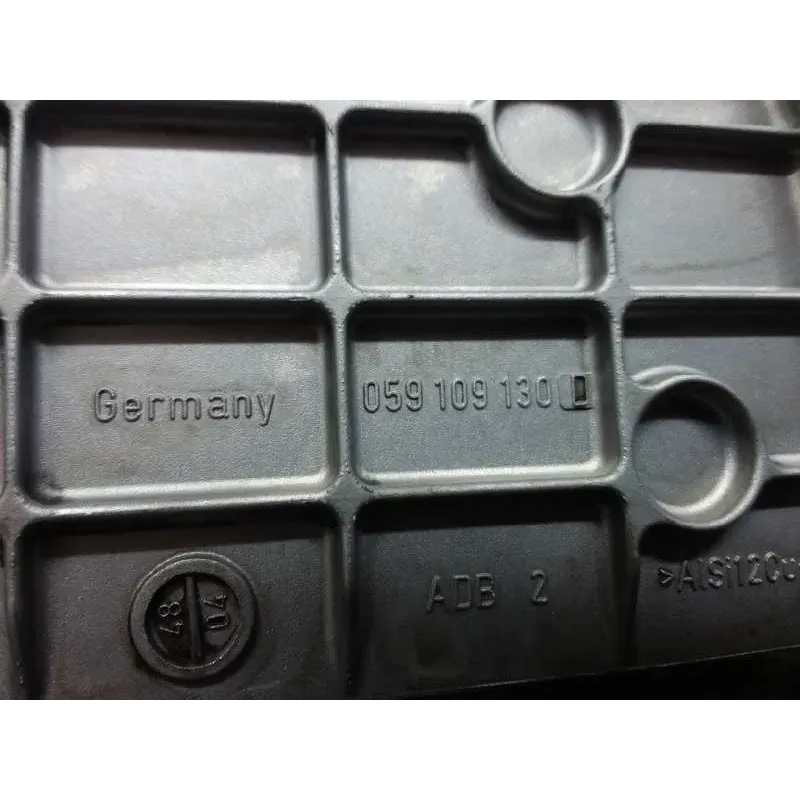 Germany
059 109 130 D
48
04
ADB 2
>AlSi12Cu